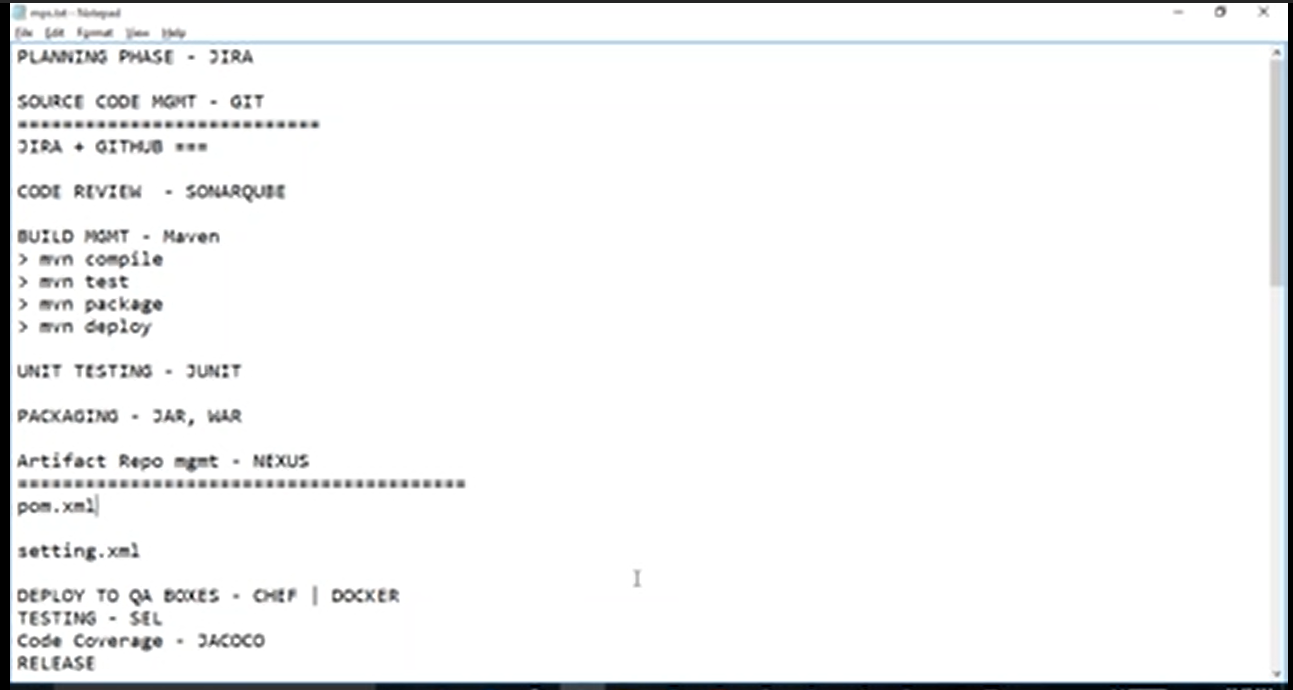 mps.txt - Notepad
File Edit Format View Help
PLANNING PHASE - JIRA
SOURCE CODE MGMT - GIT
===========================
JIRA + GITHUB ===
CODE REVIEW  - SONARQUBE
BUILD MGMT - Maven
> mvn compile
> mvn test
> mvn package
> mvn deploy
UNIT TESTING - JUNIT
PACKAGING - JAR, WAR
Artifact Repo mgmt - NEXUS
========================================
pom.xml
setting.xml
DEPLOY TO QA BOXES - CHEF | DOCKER
TESTING - SEL
Code Coverage - JACOCO
RELEASE